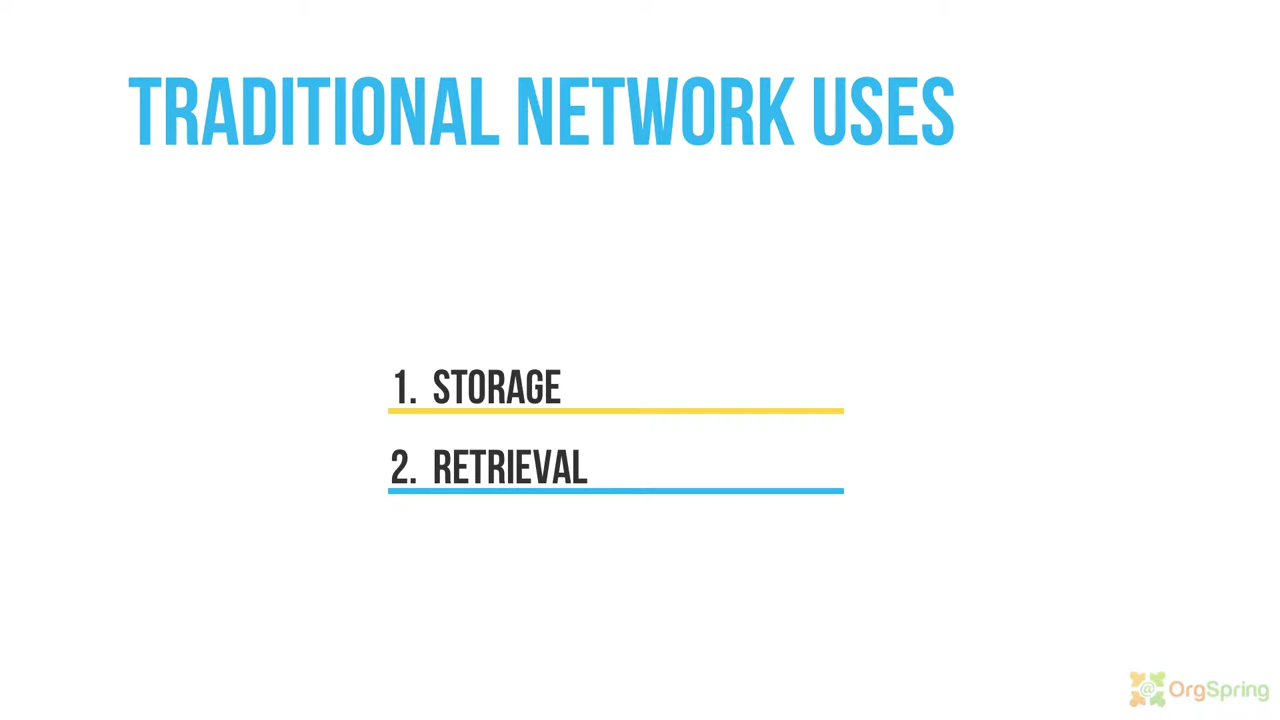 TRADITIONAL NETWORK USES
1. STORAGE
2. RETRIEVAL
@ OrgSpring